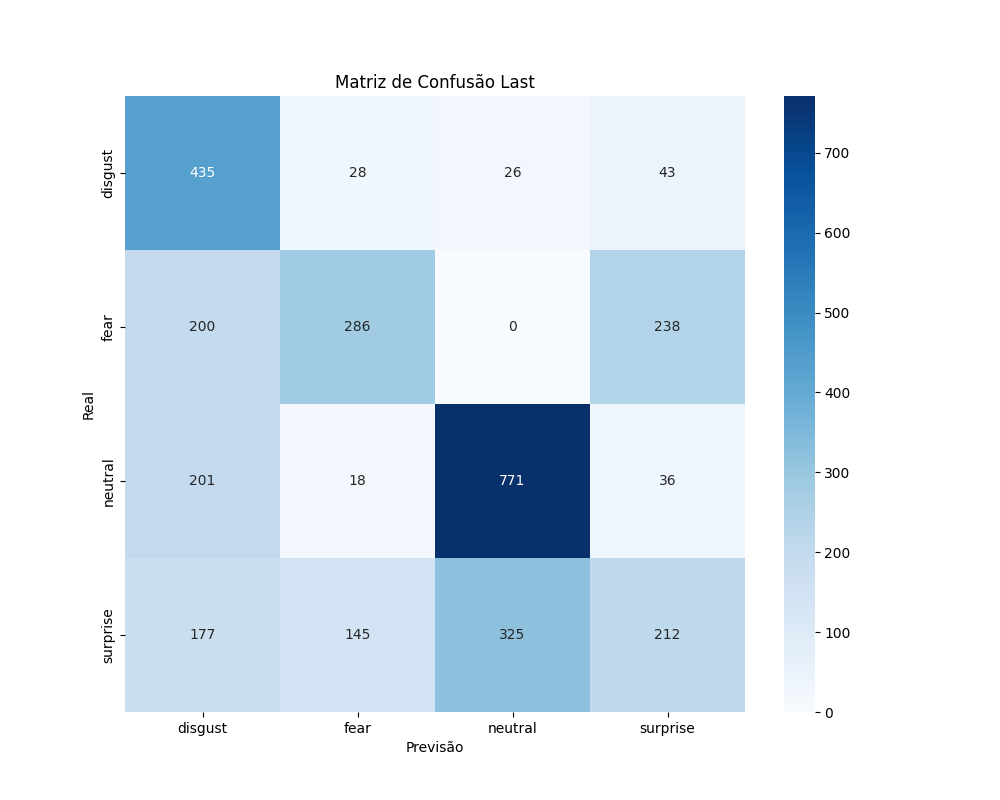 Matriz de Confusão Last
Real
disgust 435 28 26 43
fear 200 286 0 238
neutral 201 18 771 36
surprise 177 145 325 212
disgust fear neutral surprise
Previsão
700
600
500
400
300
200
100
0